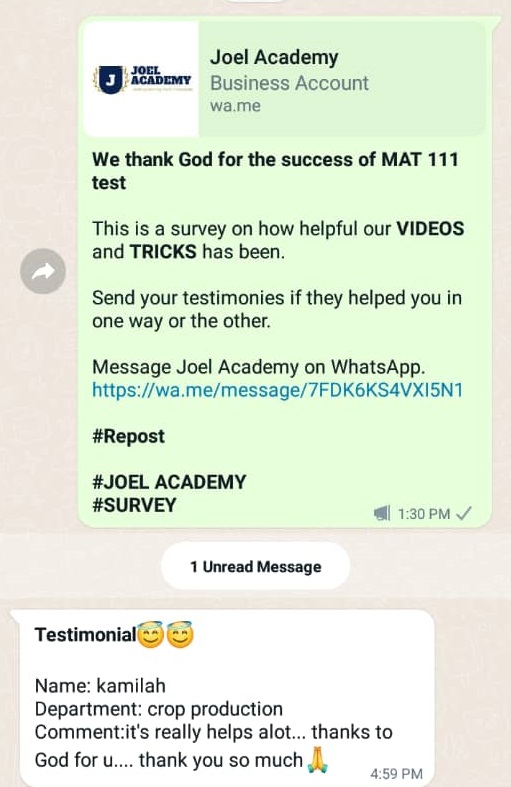 J
JOEL
ACADEMY
Joel Academy
Business Account
wa.me
We thank God for the success of MAT 111
test
This is a survey on how helpful our VIDEOS
and TRICKS has been.
Send your testimonies if they helped you in
one way or the other.
Message Joel Academy on WhatsApp.
https://wa.me/message/7FDK6KS4VXI5N1
#Repost
#JOEL ACADEMY
#SURVEY
1:30 PM
1 Unread Message
Testimonial😇😇
Name: kamilah
Department: crop production
Comment:it's really helps alot... thanks to
God for u.... thank you so much🙏
4:59 PM